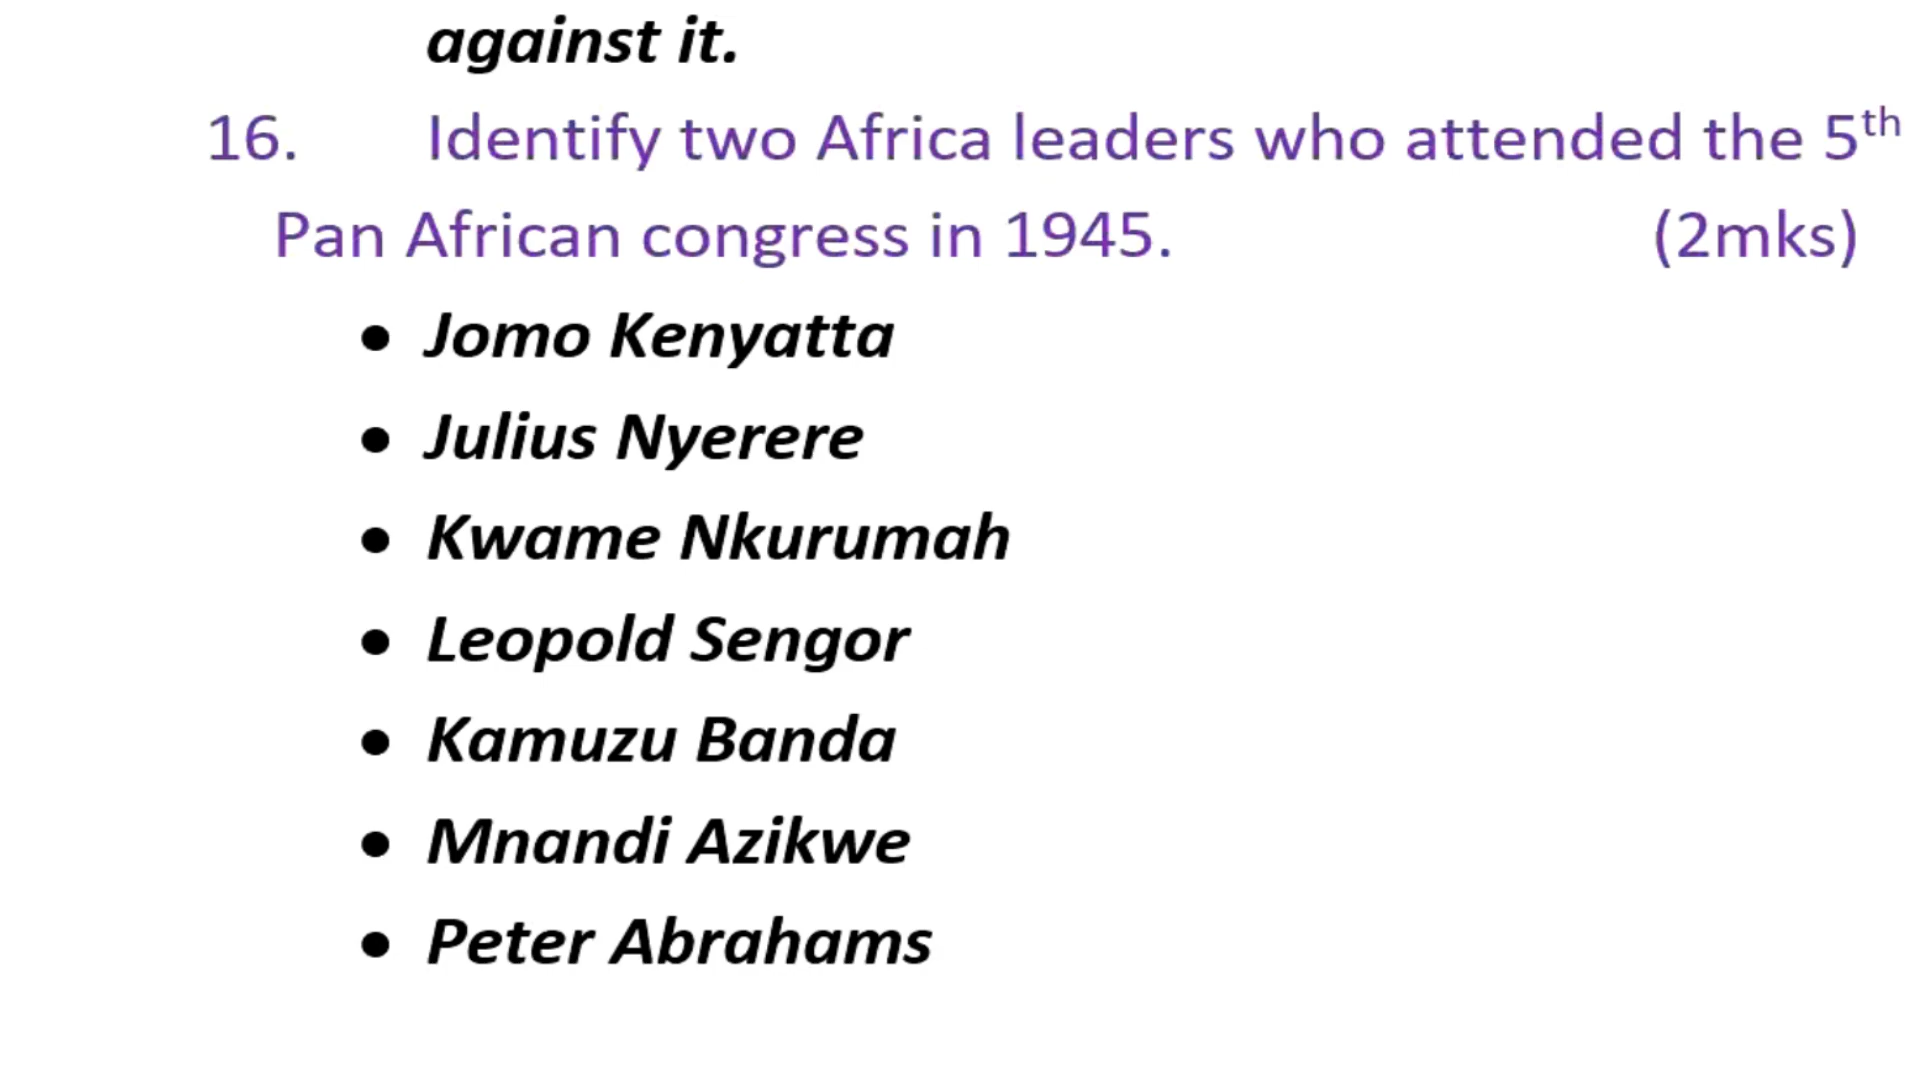 against it.
16. Identify two Africa leaders who attended the 5th
Pan African congress in 1945. (2mks)
• Jomo Kenyatta
• Julius Nyerere
• Kwame Nkurumah
• Leopold Sengor
• Kamuzu Banda
• Mnandi Azikwe
• Peter Abrahams